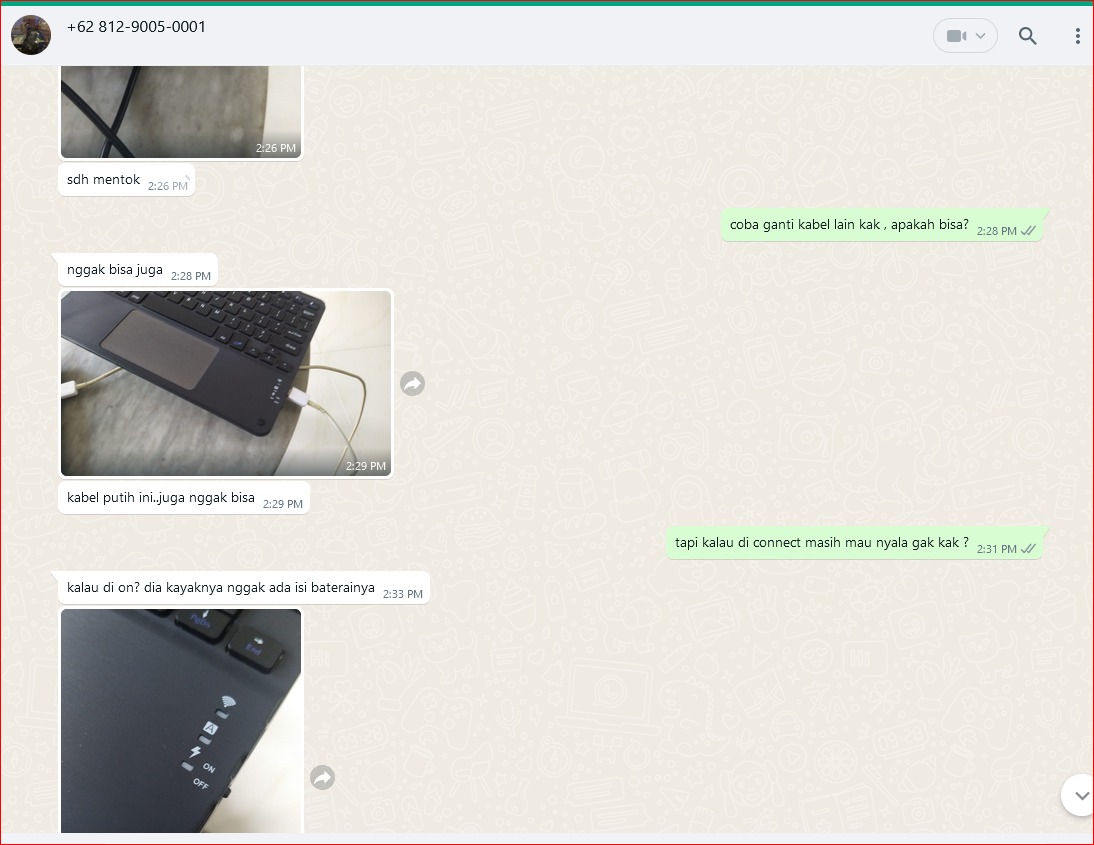 +62 812-9005-0001
2:26 PM
sdh mentok 2:26 PM
coba ganti kabel lain kak , apakah bisa? 2:28 PM
nggak bisa juga 2:28 PM
2:29 PM
kabel putih ini..juga nggak bisa 2:29 PM
tapi kalau di connect masih mau nyala gak kak ? 2:31 PM
kalau di on? dia kayaknya nggak ada isi baterainya 2:33 PM
PgDn
End
A
ON
OFF